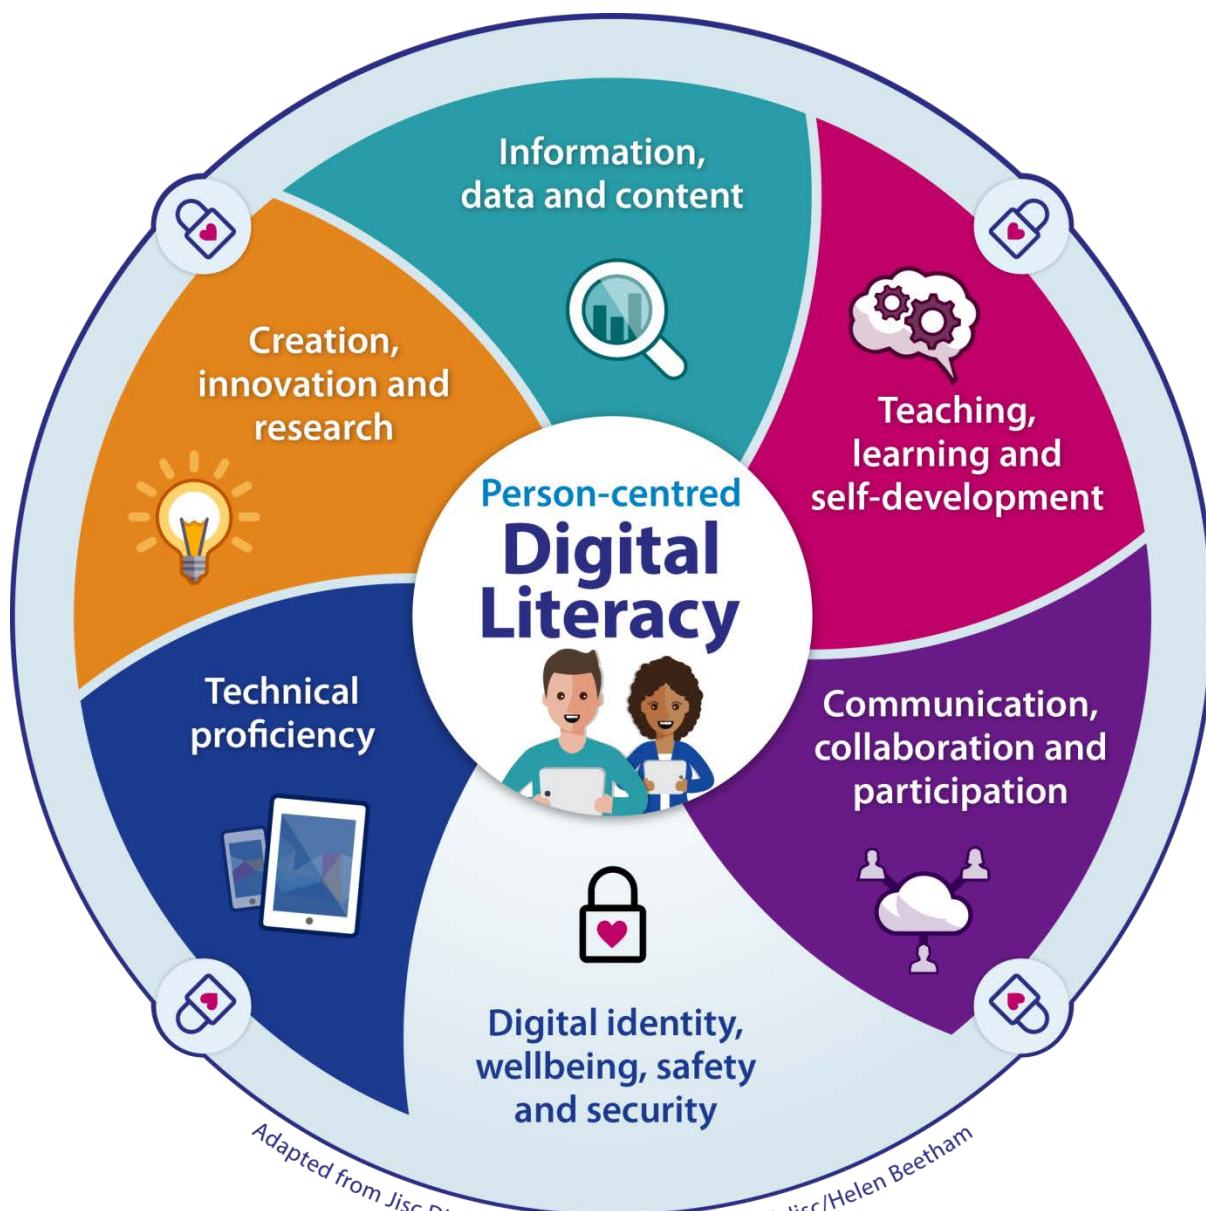 Information,
data and content
Teaching,
learning and
self-development
Communication,
collaboration and
participation
Digital identity,
wellbeing, safety
and security
Technical
proficiency
Creation,
innovation and
research
Person-centred
Digital
Literacy
Adapted from Jisc
Jisc/Helen Beetham